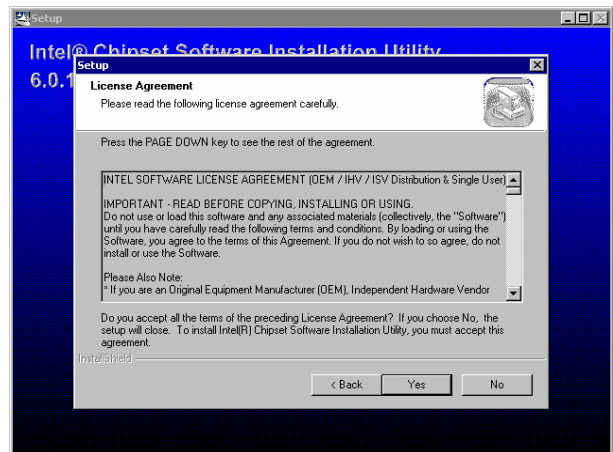 Setup
Intel® Chipset Software Installation Utility
6.0.1
Setup
License Agreement
Please read the following license agreement carefully.
Press the PAGE DOWN key to see the rest of the agreement.
INTEL SOFTWARE LICENSE AGREEMENT (OEM / IHV / ISV Distribution & Single User)
IMPORTANT - READ BEFORE COPYING, INSTALLING OR USING.
Do not use or load this software and any associated materials (collectively, the "Software")
until you have carefully read the following terms and conditions. By loading or using the
Software, you agree to the terms of this Agreement. If you do not wish to so agree, do not
install or use the Software.
Please Also Note:
* If you are an Original Equipment Manufacturer (OEM), Independent Hardware Vendor
Do you accept all the terms of the preceding License Agreement? If you choose No, the
setup will close. To install Intel(R) Chipset Software Installation Utility, you must accept this
agreement.
InstallShield
< Back
Yes
No